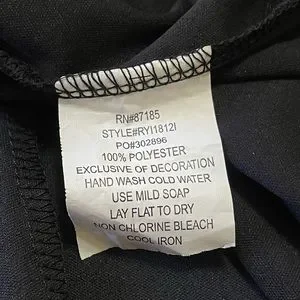 RN#87185
STYLE#RYI1812I
PO#302896
100% POLYESTER
EXCLUSIVE OF DECORATION
HAND WASH COLD WATER
USE MILD SOAP
LAY FLAT TO DRY
NON CHLORINE BLEACH
COOL IRON